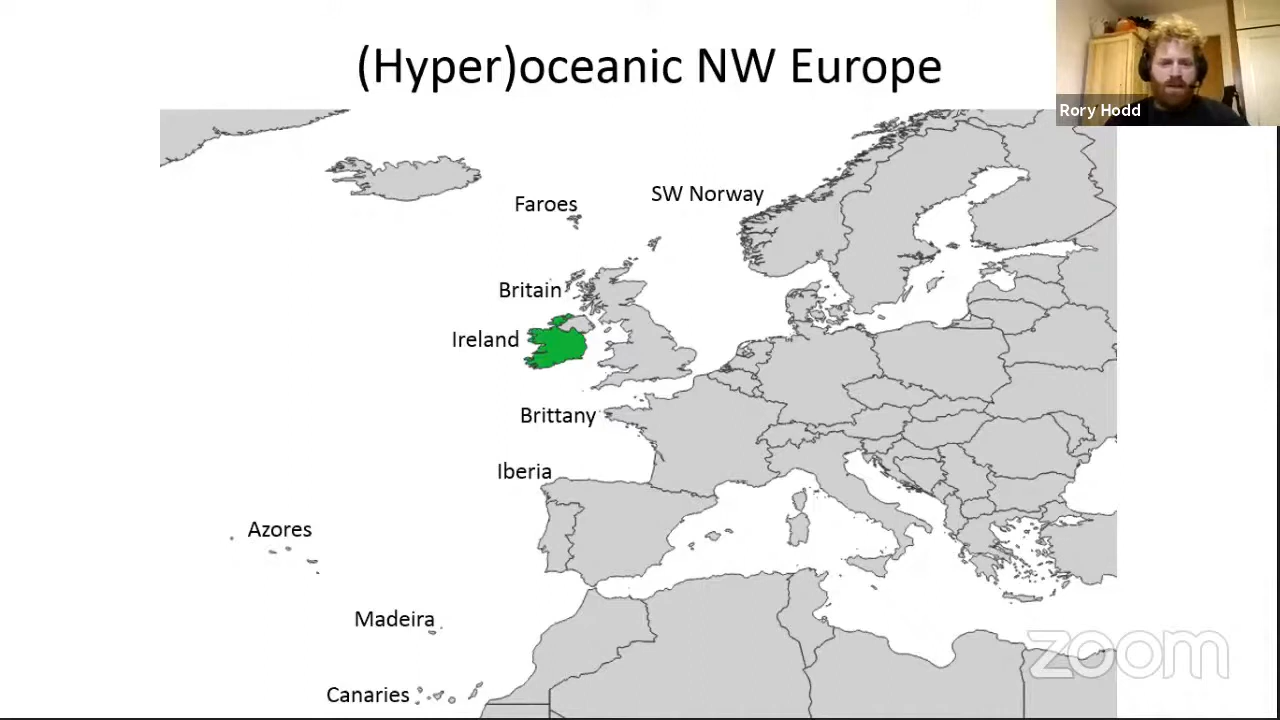 (Hyper)oceanic NW Europe
Rory Hodd
SW Norway
Faroes
Britain
Ireland
Brittany
Iberia
Azores
Madeira
zoom
Canaries